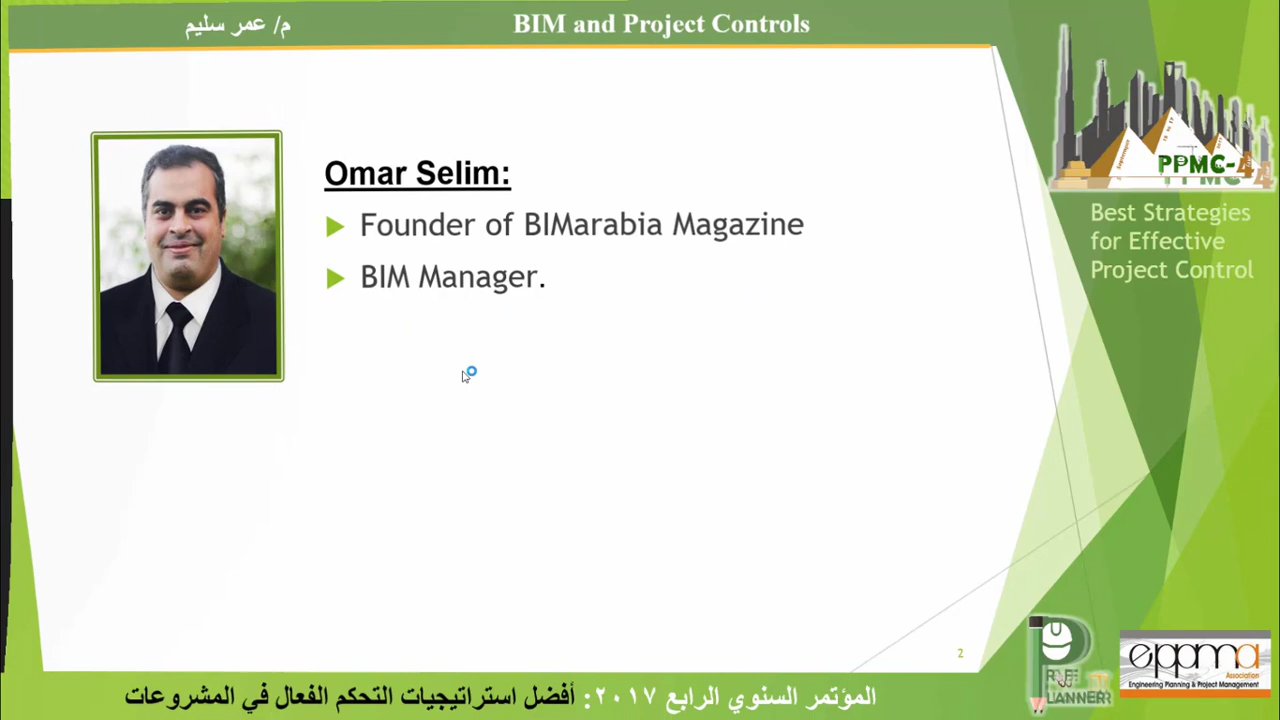 م/ عمر سليم
BIM and Project Controls
PPMC-4
Best Strategies
for Effective
Project Control
Omar Selim:
Founder of BIMarabia Magazine
BIM Manager.
2
eppma
Association
Engineering Planning & Project Management
المؤتمر السنوي الرابع ٢٠١٧: أفضل استراتيجيات التحكم الفعال في المشروعات